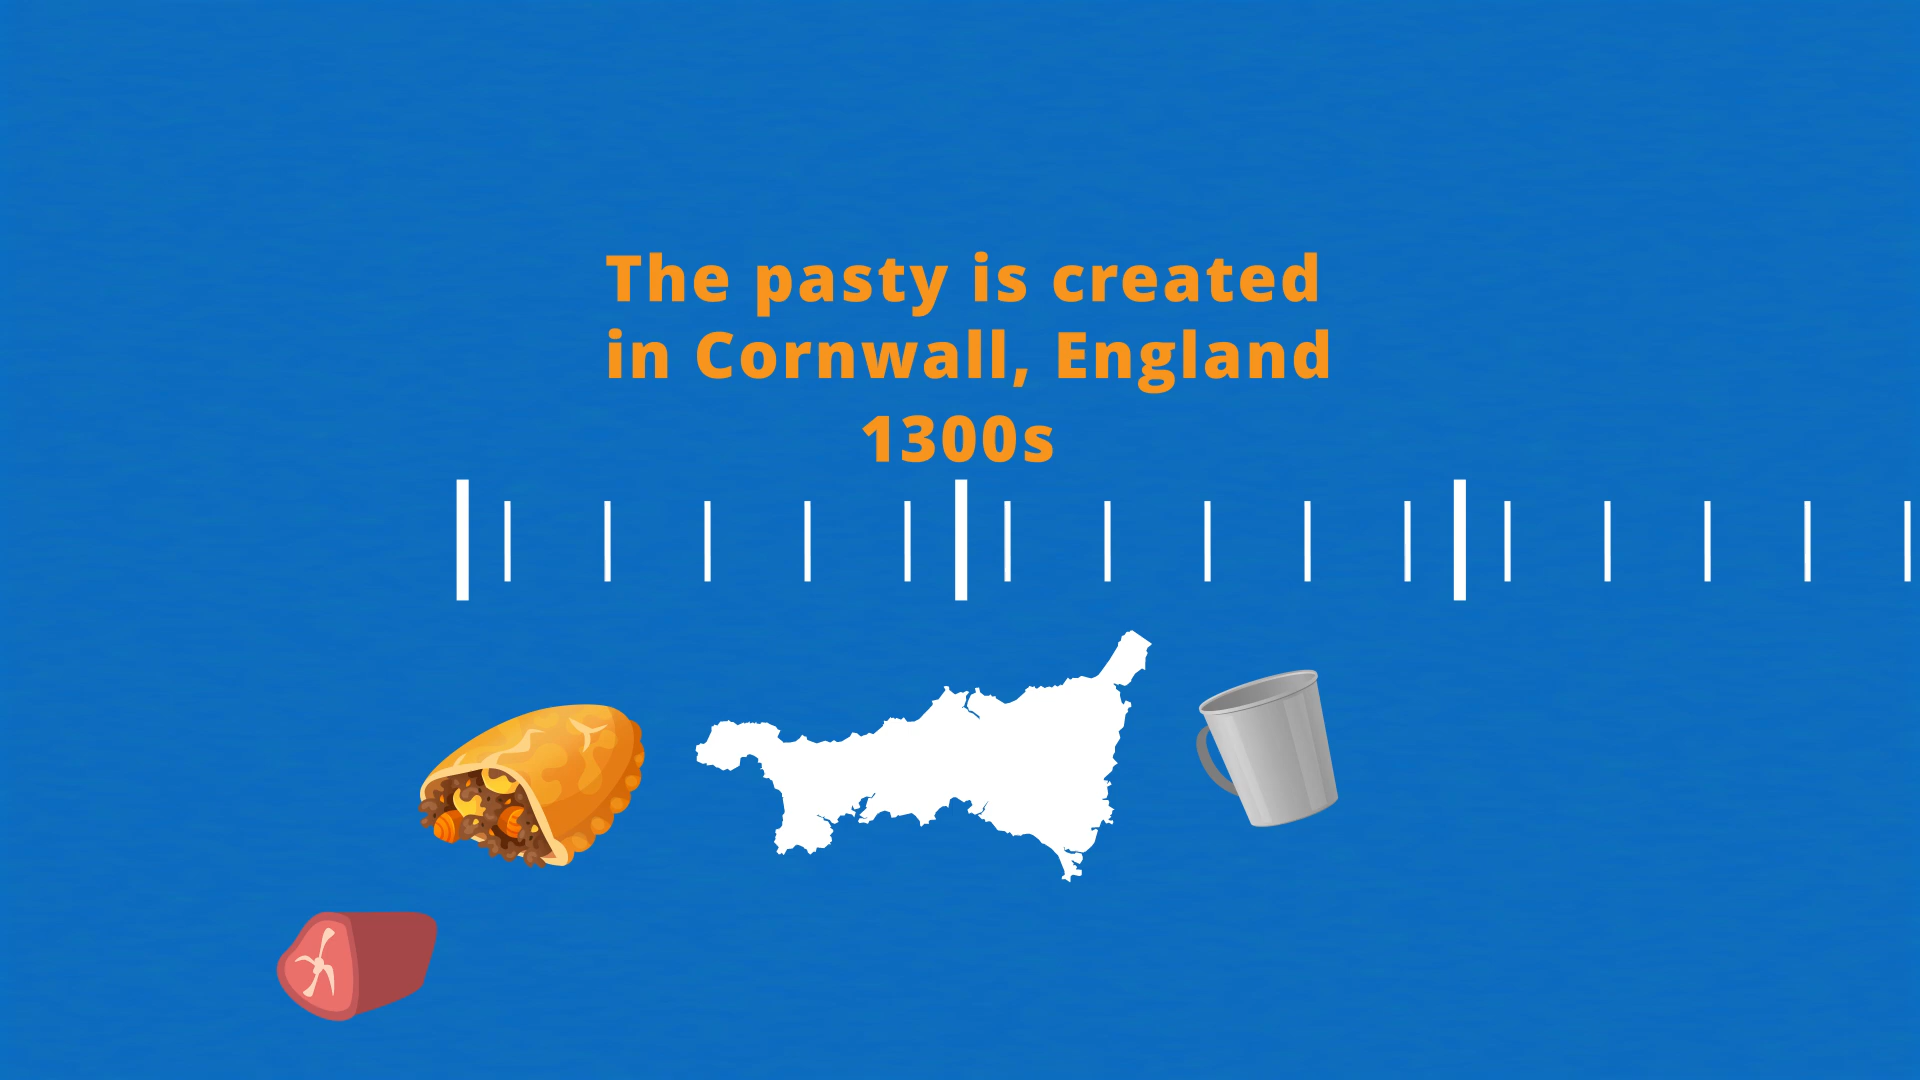 The pasty is created
in Cornwall, England
1300s